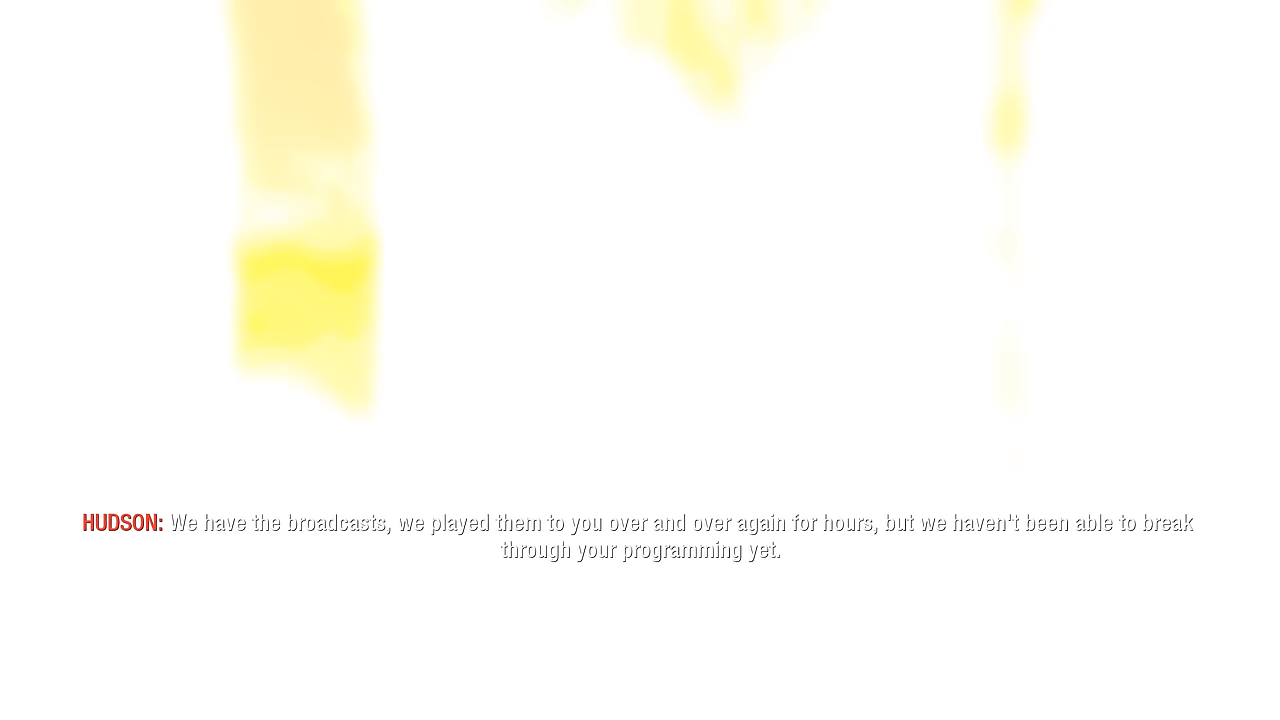 HUDSON: We have the broadcasts, we played them to you over and over again for hours, but we haven't been able to break
through your programming yet.